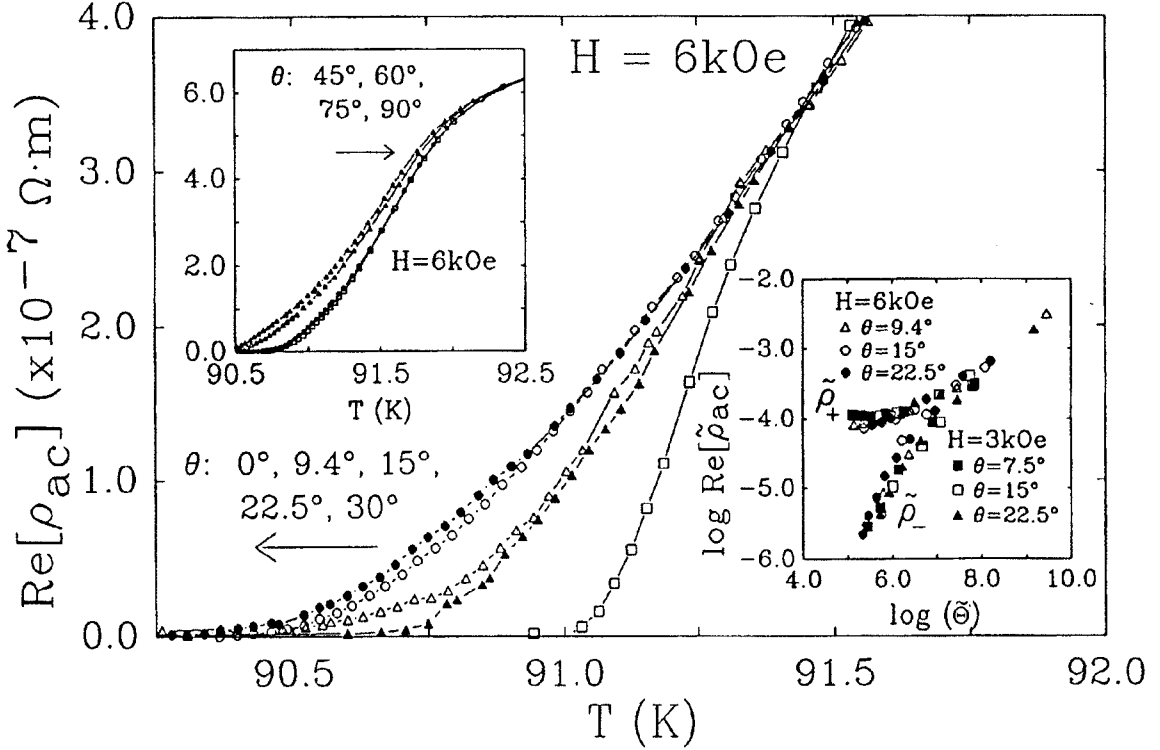 4.0
3.0
2.0
1.0
0.0
Re[ρac] (x10−7 Ω·m)
90.5
91.0
91.5
92.0
T (K)
H = 6kOe
θ: 0°, 9.4°, 15°,
22.5°, 30°
θ: 45°, 60°,
75°, 90°
H=6kOe
6.0
4.0
2.0
0.0
90.5
91.5
92.5
T (K)
-2.0
-3.0
-4.0
-5.0
-6.0
log Re[ρ̃ac]
H=6kOe
θ=9.4°
θ=15°
θ=22.5°
ρ̃+
H=3kOe
θ=7.5°
θ=15°
θ=22.5°
ρ̃−
4.0
6.0
8.0
10.0
log (Θ̃)